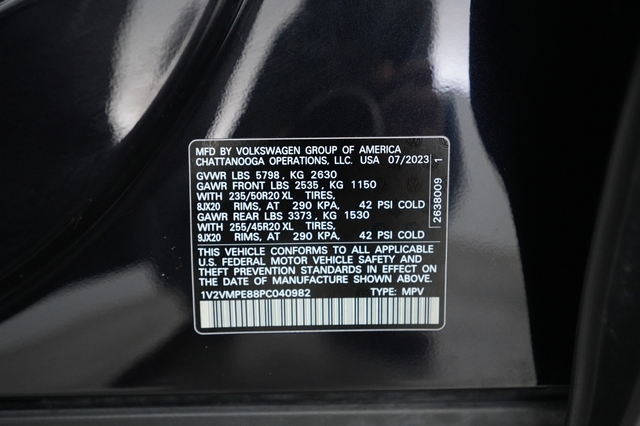 MFD BY VOLKSWAGEN GROUP OF AMERICA
CHATTANOOGA OPERATIONS, LLC. USA 07/2023
GVWR LBS 5798, KG 2630
GAWR FRONT LBS 2535, KG 1150
WITH 235/50R20 XL TIRES,
8JX20 RIMS, AT 290 KPA, 42 PSI COLD
GAWR REAR LBS 3373, KG 1530
WITH 255/45R20 XL TIRES,
9JX20 RIMS, AT 290 KPA, 42 PSI COLD
THIS VEHICLE CONFORMS TO ALL APPLICABLE
U.S. FEDERAL MOTOR VEHICLE SAFETY AND
THEFT PREVENTION STANDARDS IN EFFECT ON
THE DATE OF MANUFACTURE SHOWN ABOVE.
1V2VMPE88PC040982 TYPE: MPV
2638009 1